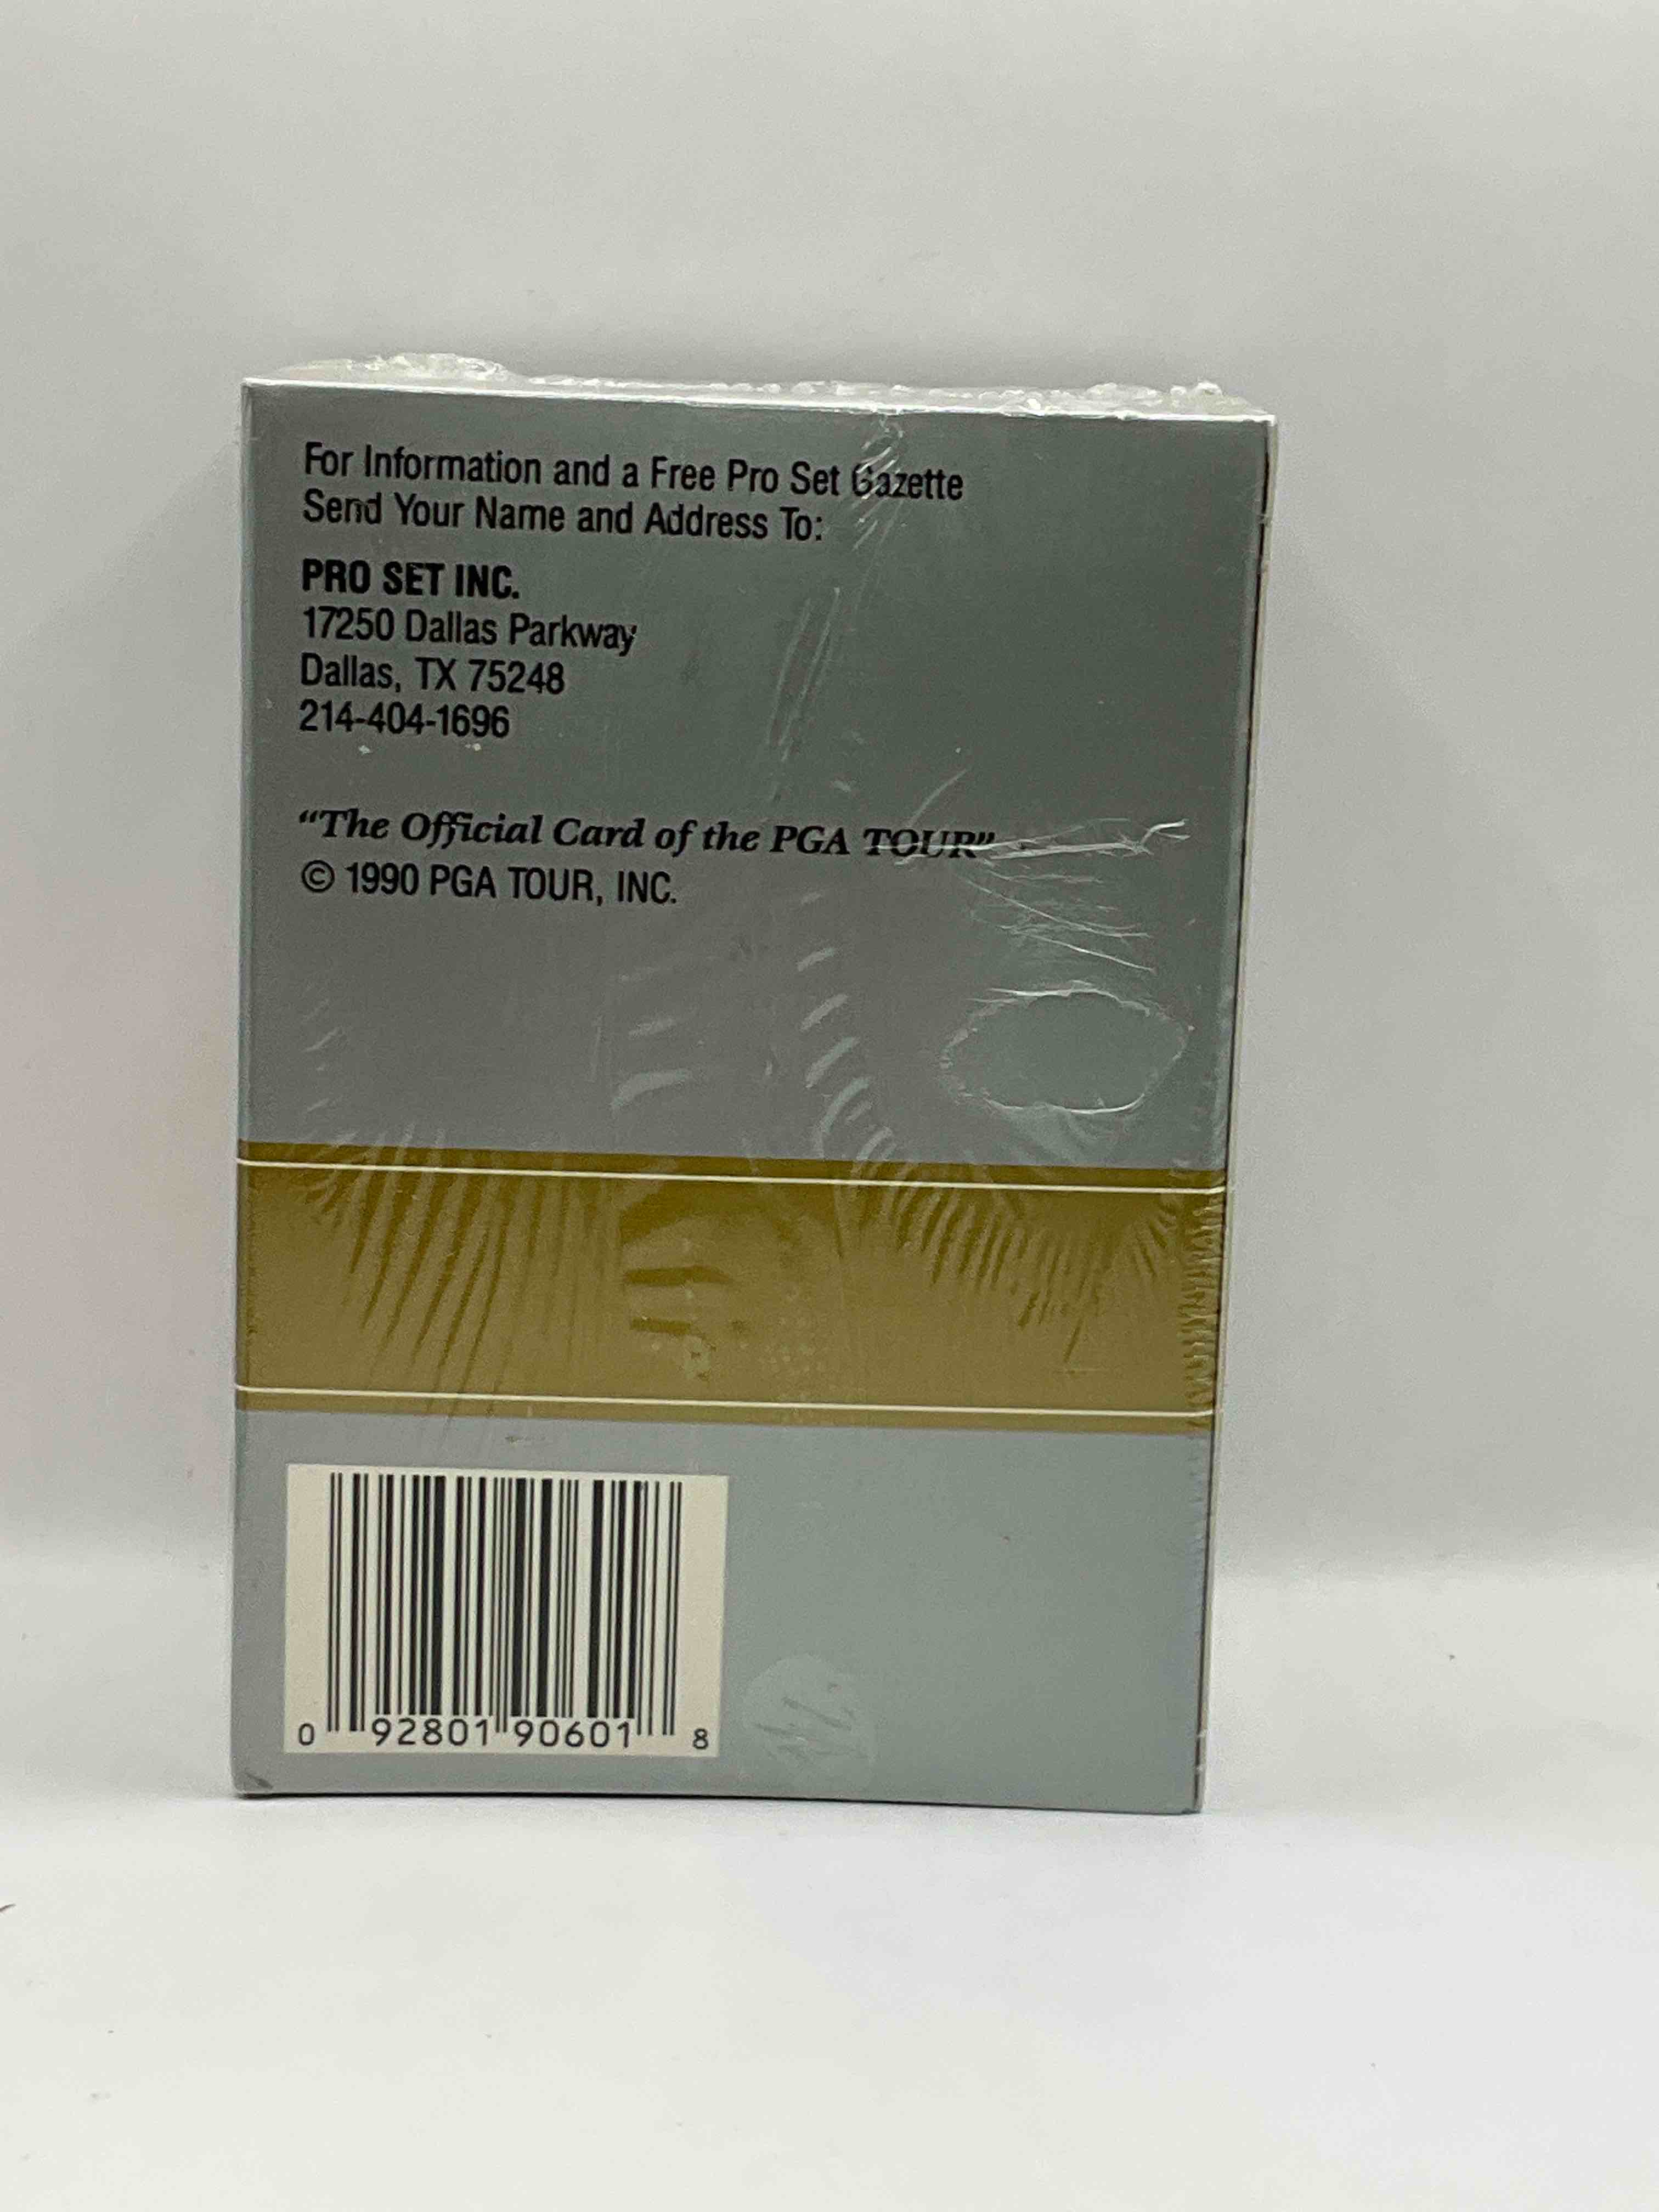 For Information and a Free Pro Set Gazette
Send Your Name and Address To:
PRO SET INC.
17250 Dallas Parkway
Dallas, TX 75248
214-404-1696
“The Official Card of the PGA TOUR”
© 1990 PGA TOUR, INC.
0 92801 90601 8